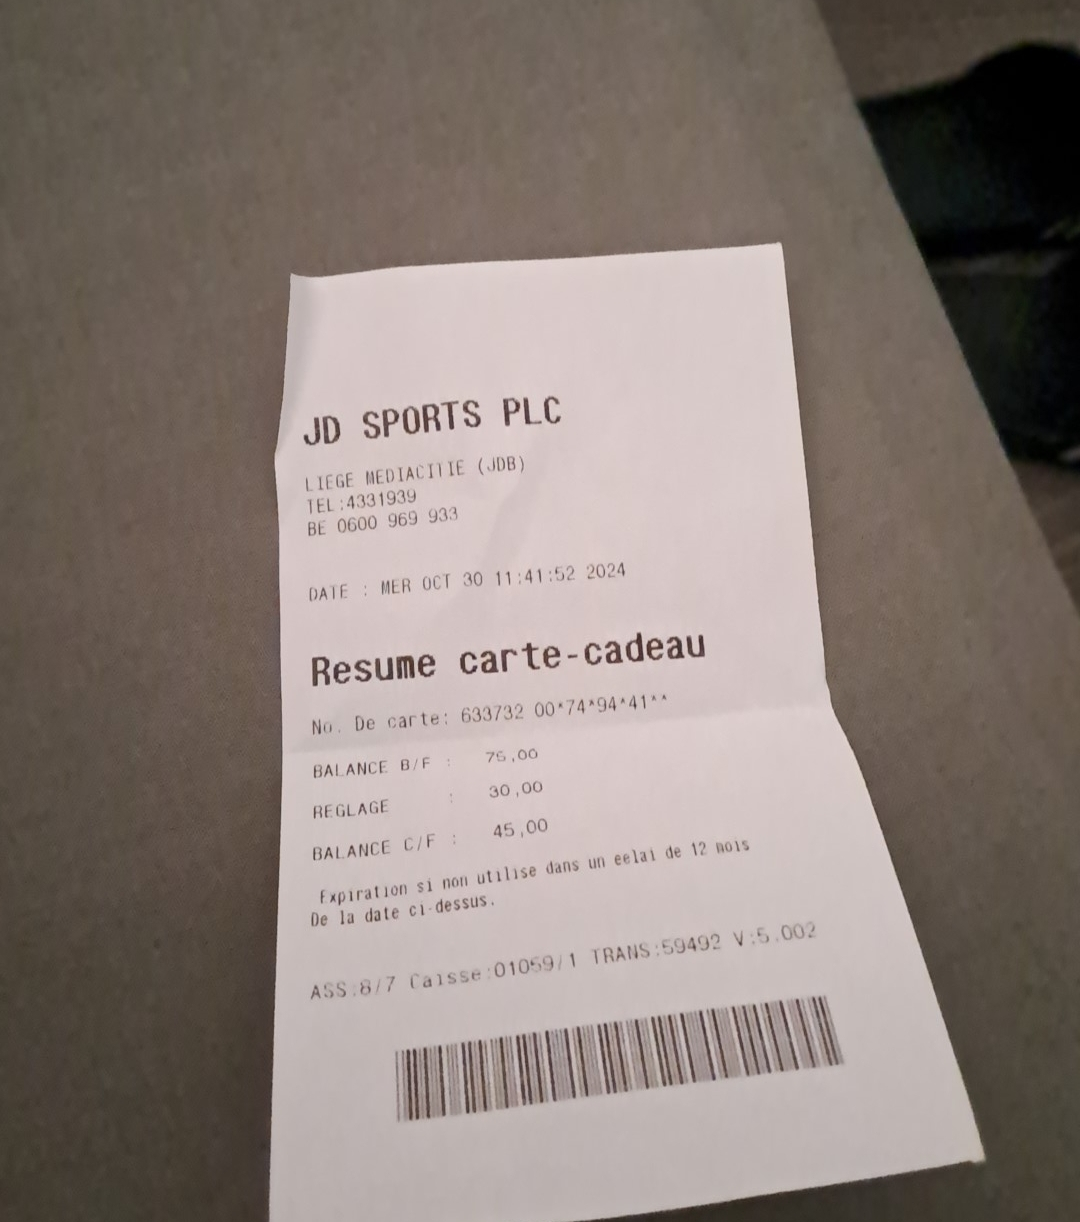 JD SPORTS PLC
LIEGE MEDIACITIE (JDB)
TEL:4331939
BE 0600 969 933
DATE : MER OCT 30 11:41:52 2024
Resume carte-cadeau
No. De carte: 633732 00*74*94*41**
BALANCE B/F : 75,00
REGLAGE : 30,00
BALANCE C/F : 45,00
Expiration si non utilise dans un eelai de 12 mois
De la date ci-dessus.
ASS:8/7 Caisse:01059/1 TRANS:59492 V:5.002